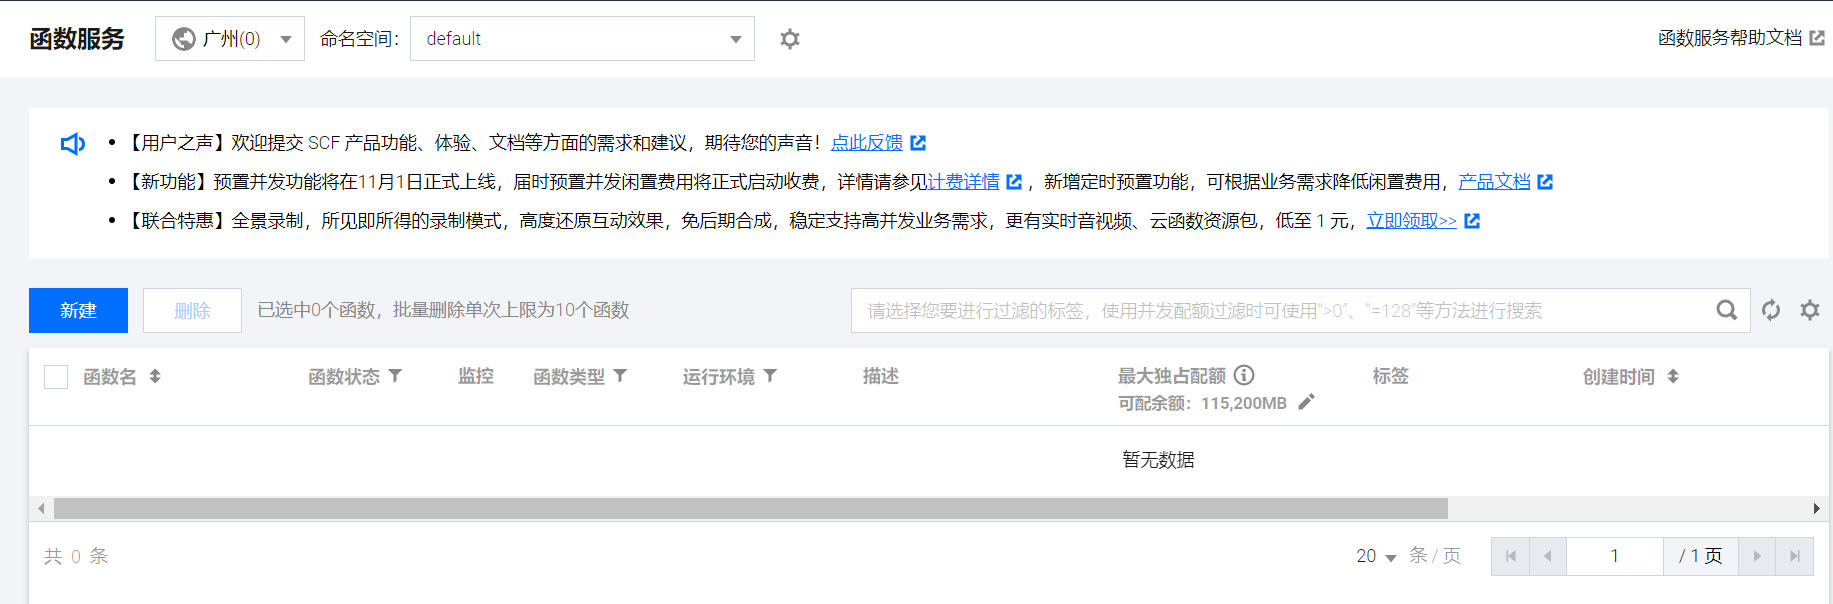 函数服务 广州(0) 命名空间： default 函数服务帮助文档
【用户之声】欢迎提交 SCF 产品功能、体验、文档等方面的需求和建议，期待您的声音！点此反馈
【新功能】预置并发功能将在11月1日正式上线，届时预置并发闲置费用将正式启动收费，详情请参见计费详情，新增定时预置功能，可根据业务需求降低闲置费用，产品文档
【联合特惠】全景录制，所见即所得的录制模式，高度还原互动效果，免后期合成，稳定支持高并发业务需求，更有实时音视频、云函数资源包，低至 1 元，立即领取>>
新建 删除 已选中0个函数，批量删除单次上限为10个函数 请选择您要进行过滤的标签，使用并发配额过滤时可使用“>0”、“=128”等方法进行搜索
函数名 函数状态 监控 函数类型 运行环境 描述 最大独占配额 标签 创建时间
可配余额：115,200MB
暂无数据
共 0 条 20 条 / 页 1 / 1 页